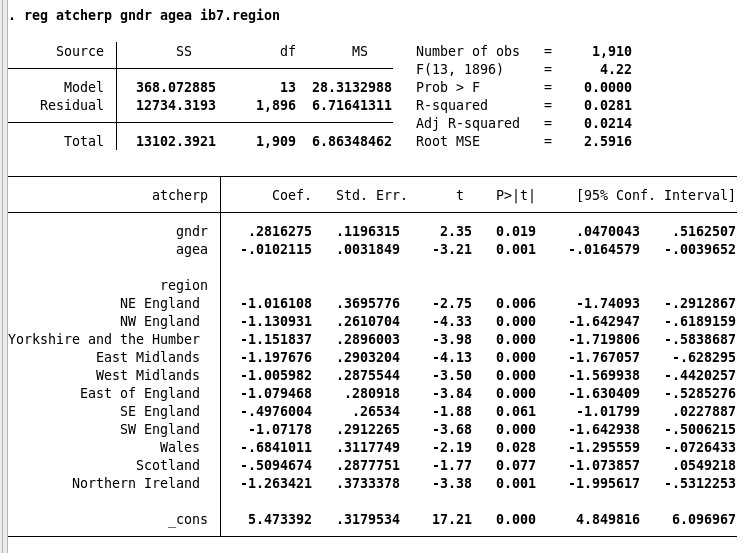 . reg atcherp gndr agea ib7.region
Source SS df MS Number of obs = 1,910
F(13, 1896) = 4.22
Model 368.072885 13 28.3132988 Prob > F = 0.0000
Residual 12734.3193 1,896 6.71641311 R-squared = 0.0281
Adj R-squared = 0.0214
Total 13102.3921 1,909 6.86348462 Root MSE = 2.5916
atcherp Coef. Std. Err. t P>|t| [95% Conf. Interval]
gndr .2816275 .1196315 2.35 0.019 .0470043 .5162507
agea -.0102115 .0031849 -3.21 0.001 -.0164579 -.0039652
region
NE England -1.016108 .3695776 -2.75 0.006 -1.74093 -.2912867
NW England -1.130931 .2610704 -4.33 0.000 -1.642947 -.6189159
Yorkshire and the Humber -1.151837 .2896003 -3.98 0.000 -1.719806 -.5838687
East Midlands -1.197676 .2903204 -4.13 0.000 -1.767057 -.628295
West Midlands -1.005982 .2875544 -3.50 0.000 -1.569938 -.4420257
East of England -1.079468 .280918 -3.84 0.000 -1.630409 -.5285276
SE England -.4976004 .26534 -1.88 0.061 -1.01799 .0227887
SW England -1.07178 .2912265 -3.68 0.000 -1.642938 -.5006215
Wales -.6841011 .3117749 -2.19 0.028 -1.295559 -.0726433
Scotland -.5094674 .2877751 -1.77 0.077 -1.073857 .0549218
Northern Ireland -1.263421 .3733378 -3.38 0.001 -1.995617 -.5312253
_cons 5.473392 .3179534 17.21 0.000 4.849816 6.096967